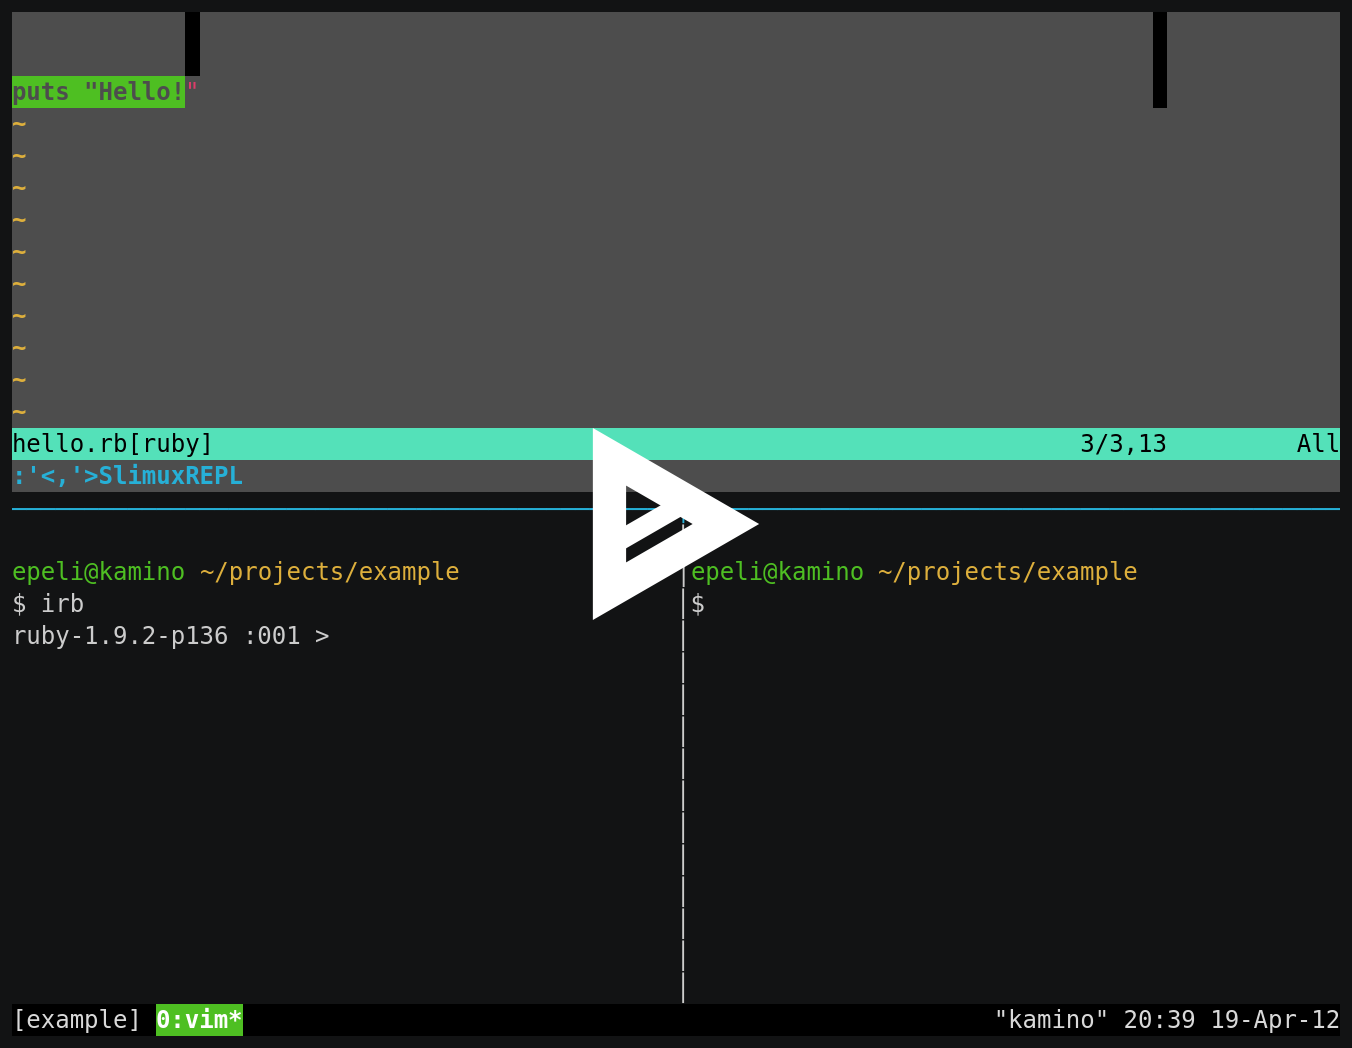 puts "Hello!"
~
~
~
~
~
~
~
~
~
~
hello.rb[ruby] 3/3,13 All
:'<,'>SlimuxREPL
epeli@kamino ~/projects/example
$ irb
ruby-1.9.2-p136 :001 >
epeli@kamino ~/projects/example
$
[example] 0:vim* "kamino" 20:39 19-Apr-12